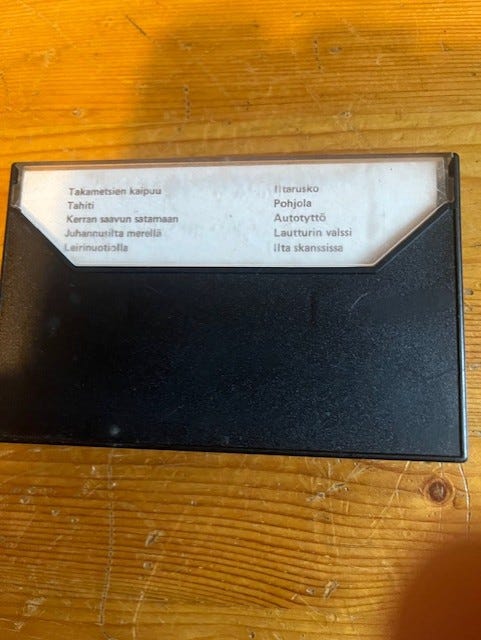 Takametsien kaipuu
Tahiti
Kerran saavun satamaan
Juhannusilta merellä
Leirinuotiolla
Iltarusko
Pohjola
Autotyttö
Lautturin valssi
Ilta skanssissa